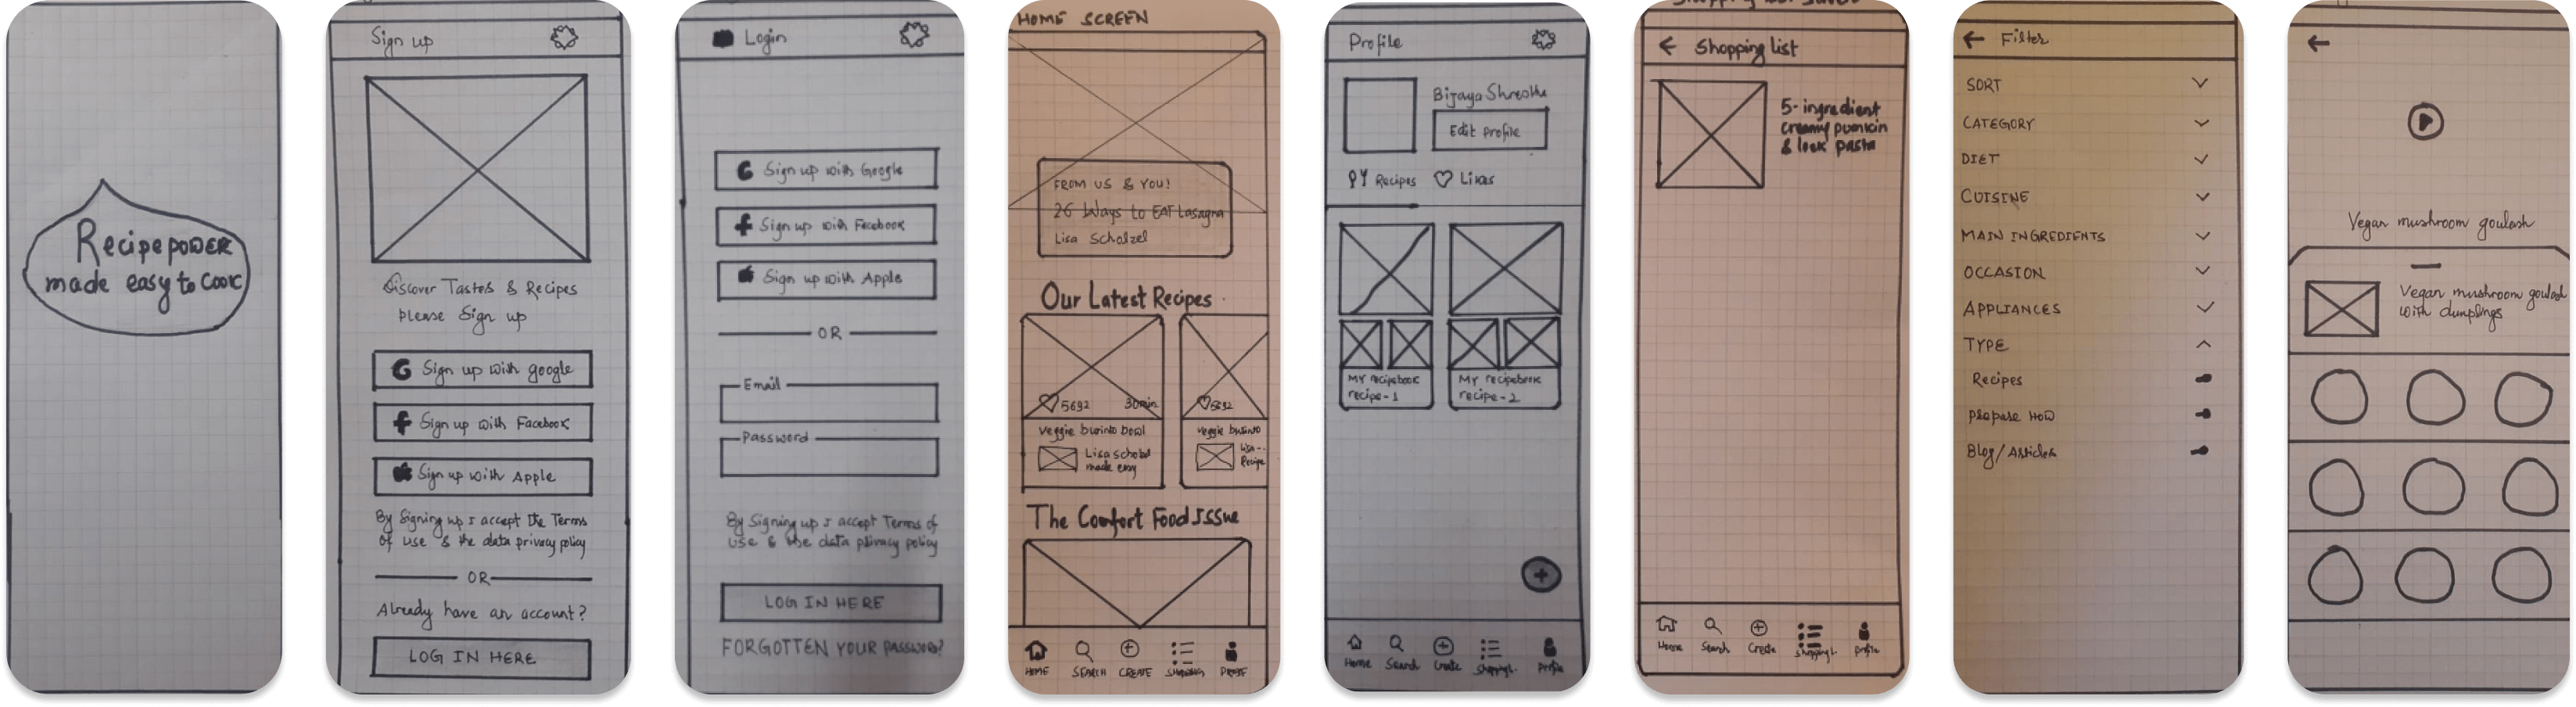 Recipe poWER
made easy to cook
Sign up
Discover Tastes & Recipes
please Sign up
Sign up with google
Sign up with Facebook
Sign up with Apple
By Signing up I accept the Terms
of use & the data privacy policy
OR
Already have an account?
LOG IN HERE
Login
Sign up with Google
Sign up with Facebook
Sign up with Apple
OR
Email
Password
By Signing up I accept Terms of
use & the data privacy policy
LOG IN HERE
FORGOTTEN YOUR PASSWORD?
HOME SCREEN
FROM US & YOU!
26 Ways to EAT Lasagna
Lisa Scholzel
Our Latest Recipes
5692 30min
5692
veggie burrito bowl
veggie burrito
Lisa schobel
made easy
Lisa -
Recipe
The Comfort Food Issue
HOME SEARCH CREATE SHOPPING PROFILE
Profile
Bijaya Shrestha
Edit profile
Recipes Likes
MY recipebook
recipe-1
MY recipebook
recipe-2
Home Search Create Shopping L. Profile
Shopping list
5-ingredient
creamy pumkin
& leek pasta
Home Search Create Shopping L. Profile
Filter
SORT
CATEGORY
DIET
CUISINE
MAIN INGREDIENTS
OCCASION
APPLIANCES
TYPE
Recipes
prepare HOW
Blog/Articles
Vegan mushroom goulash
Vegan mushroom goulash
with dumplings